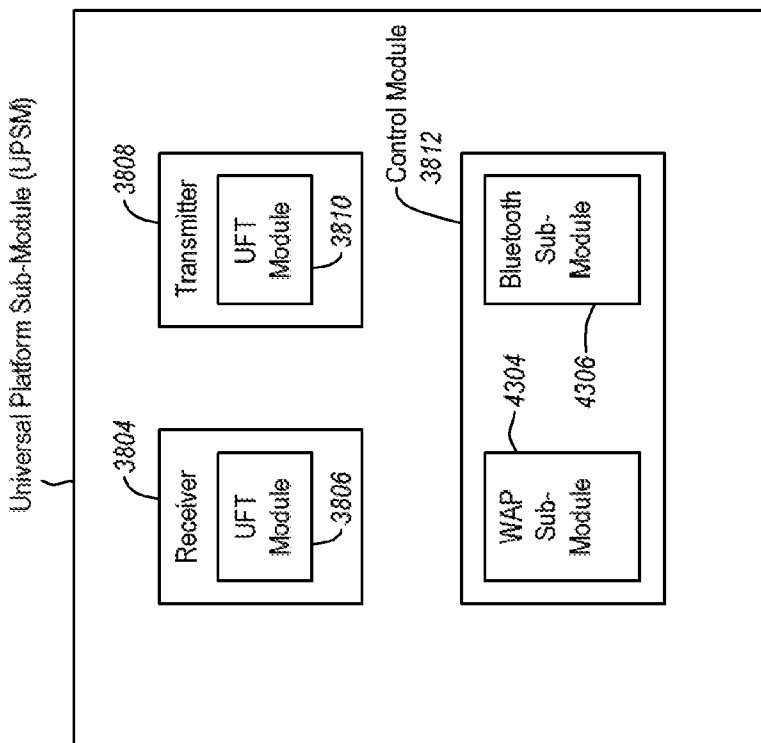 Universal Platform Sub-Module (UPSM)
3804
Receiver
UFT
Module
3806
3808
Transmitter
UFT
Module
3810
Control Module
3812
4304
WAP
Sub-
Module
Bluetooth
Sub-
Module
4306